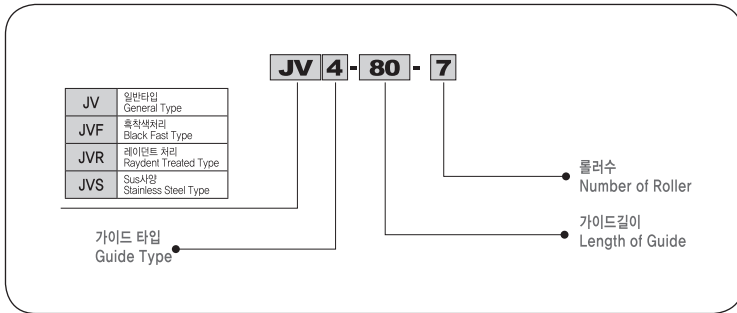 JV 4 - 80 - 7
JV 일반타입
General Type
JVF 흑착색처리
Black Fast Type
JVR 레이던트 처리
Raydent Treated Type
JVS Sus사양
Stainless Steel Type
롤러수
Number of Roller
가이드길이
Length of Guide
가이드 타입
Guide Type